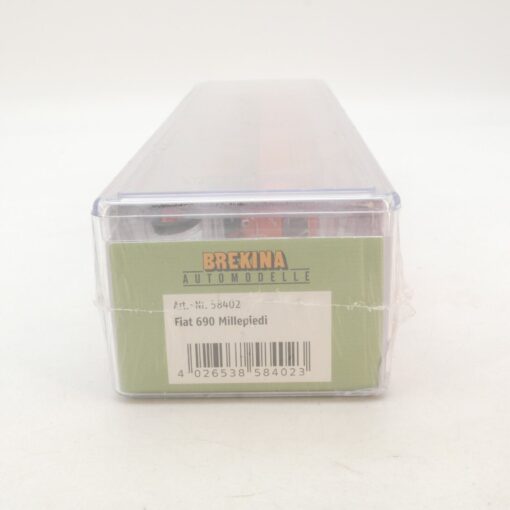 BREKINA
AUTOMODELLE
Art.-Nr. 58402
Fiat 690 Millepiedi
4 026538 584023